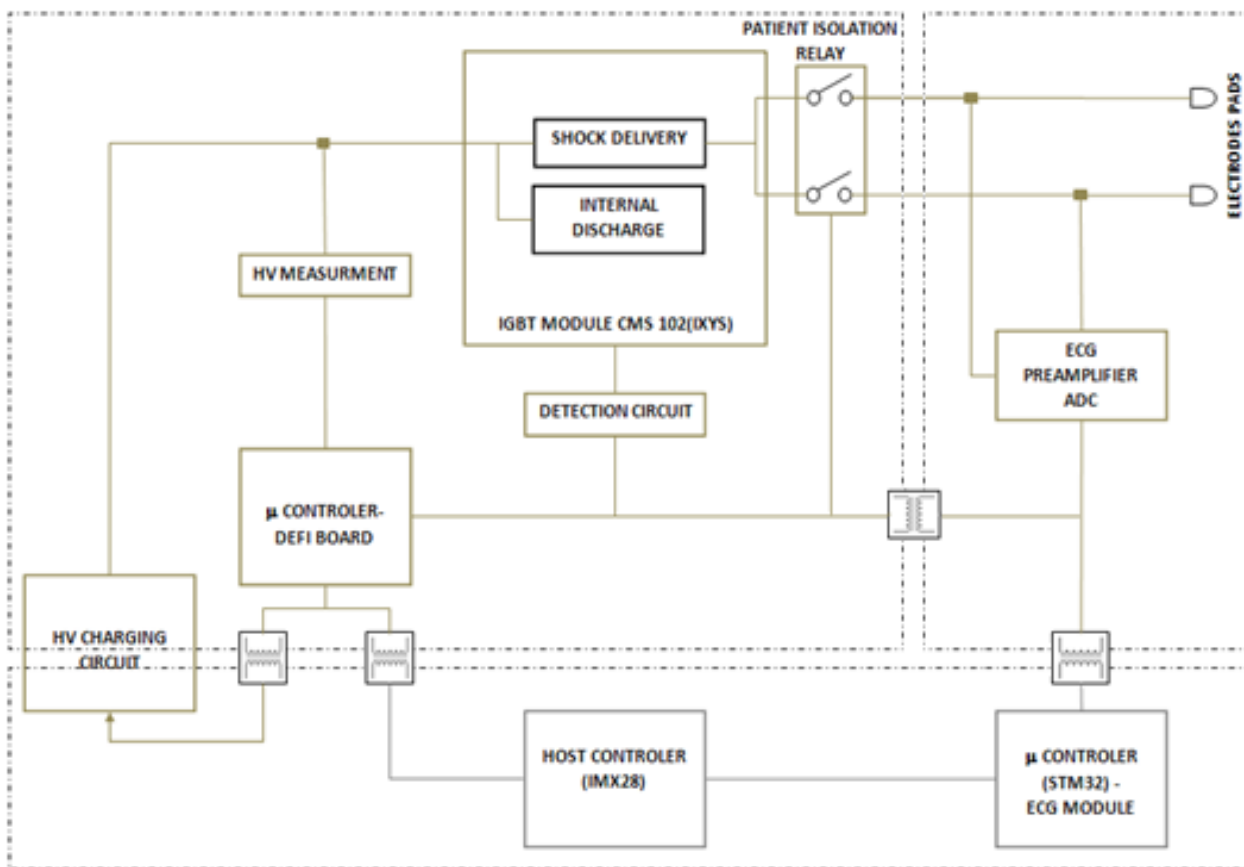 PATIENT ISOLATION
RELAY
SHOCK DELIVERY
INTERNAL
DISCHARGE
ELECTRODES PADS
HV MEASURMENT
IGBT MODULE CMS 102(IXYS)
ECG
PREAMPLIFIER
ADC
DETECTION CIRCUIT
µ CONTROLER-
DEFI BOARD
HV CHARGING
CIRCUIT
HOST CONTROLER
(IMX28)
µ CONTROLER
(STM32) -
ECG MODULE